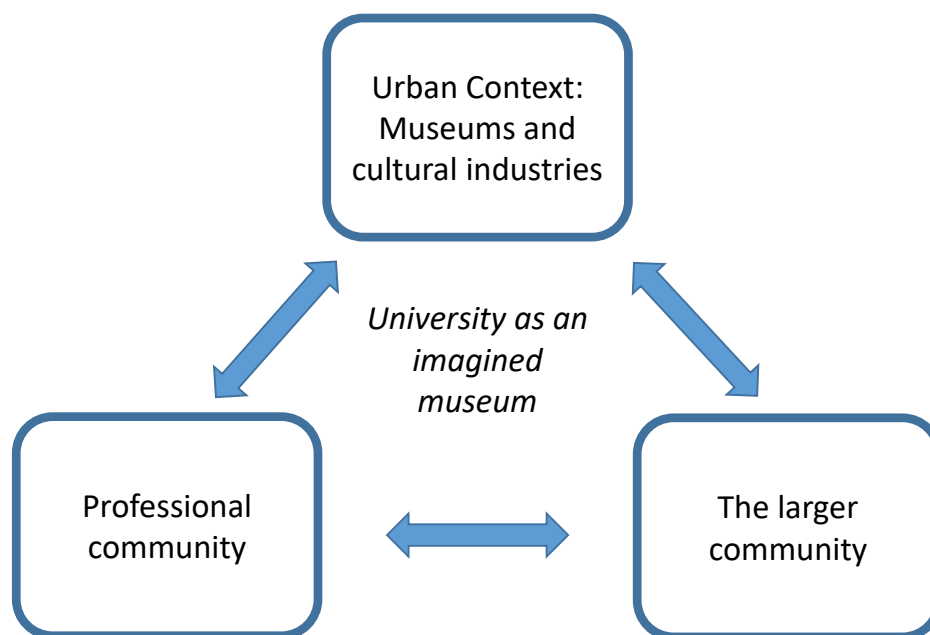 Urban Context:
Museums and
cultural industries
University as an
imagined
museum
Professional
community
The larger
community